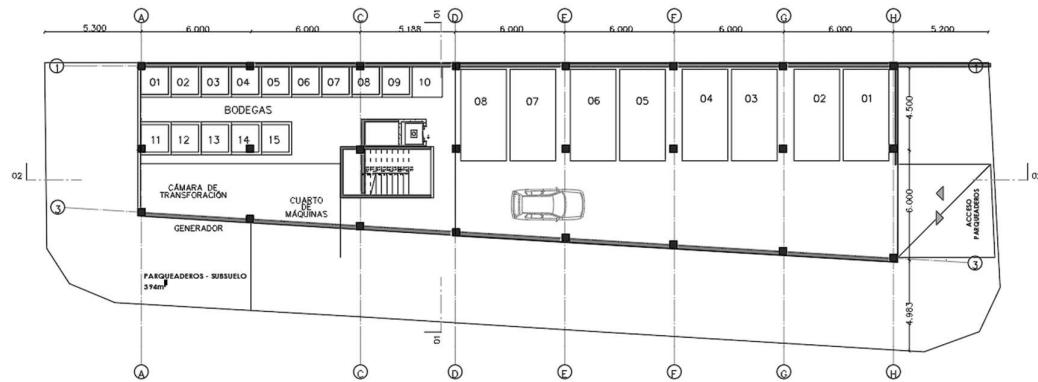 A C D E F G H
01
5.300 6.000 6.000 5.188 6.000 6.000 6.000 6.000 5.200
1 1
01 02 03 04 05 06 07 08 09 10
BODEGAS
11 12 13 14 15
08 07 06 05 04 03 02 01
4.500
02 02
CÁMARA DE
TRANSFORACIÓN
CUARTO
DE
MÁQUINAS
6.000
ACCESO
PARQUEADEROS
3
GENERADOR
3
PARQUEADEROS - SUBSUELO
394m²
4.983
01
A C D E F G H